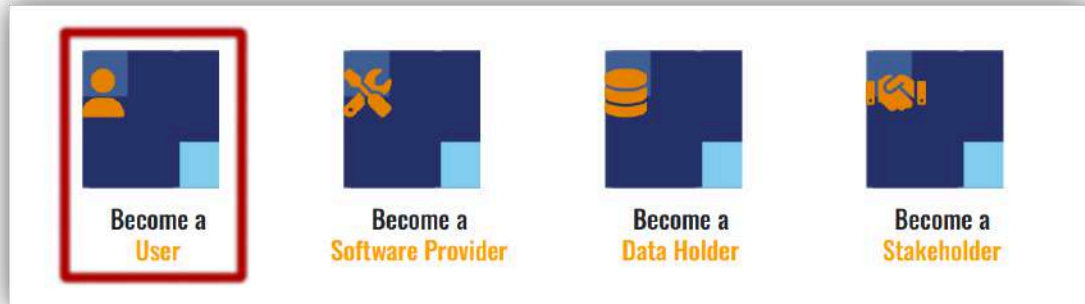 Become a
User
Become a
Software Provider
Become a
Data Holder
Become a
Stakeholder